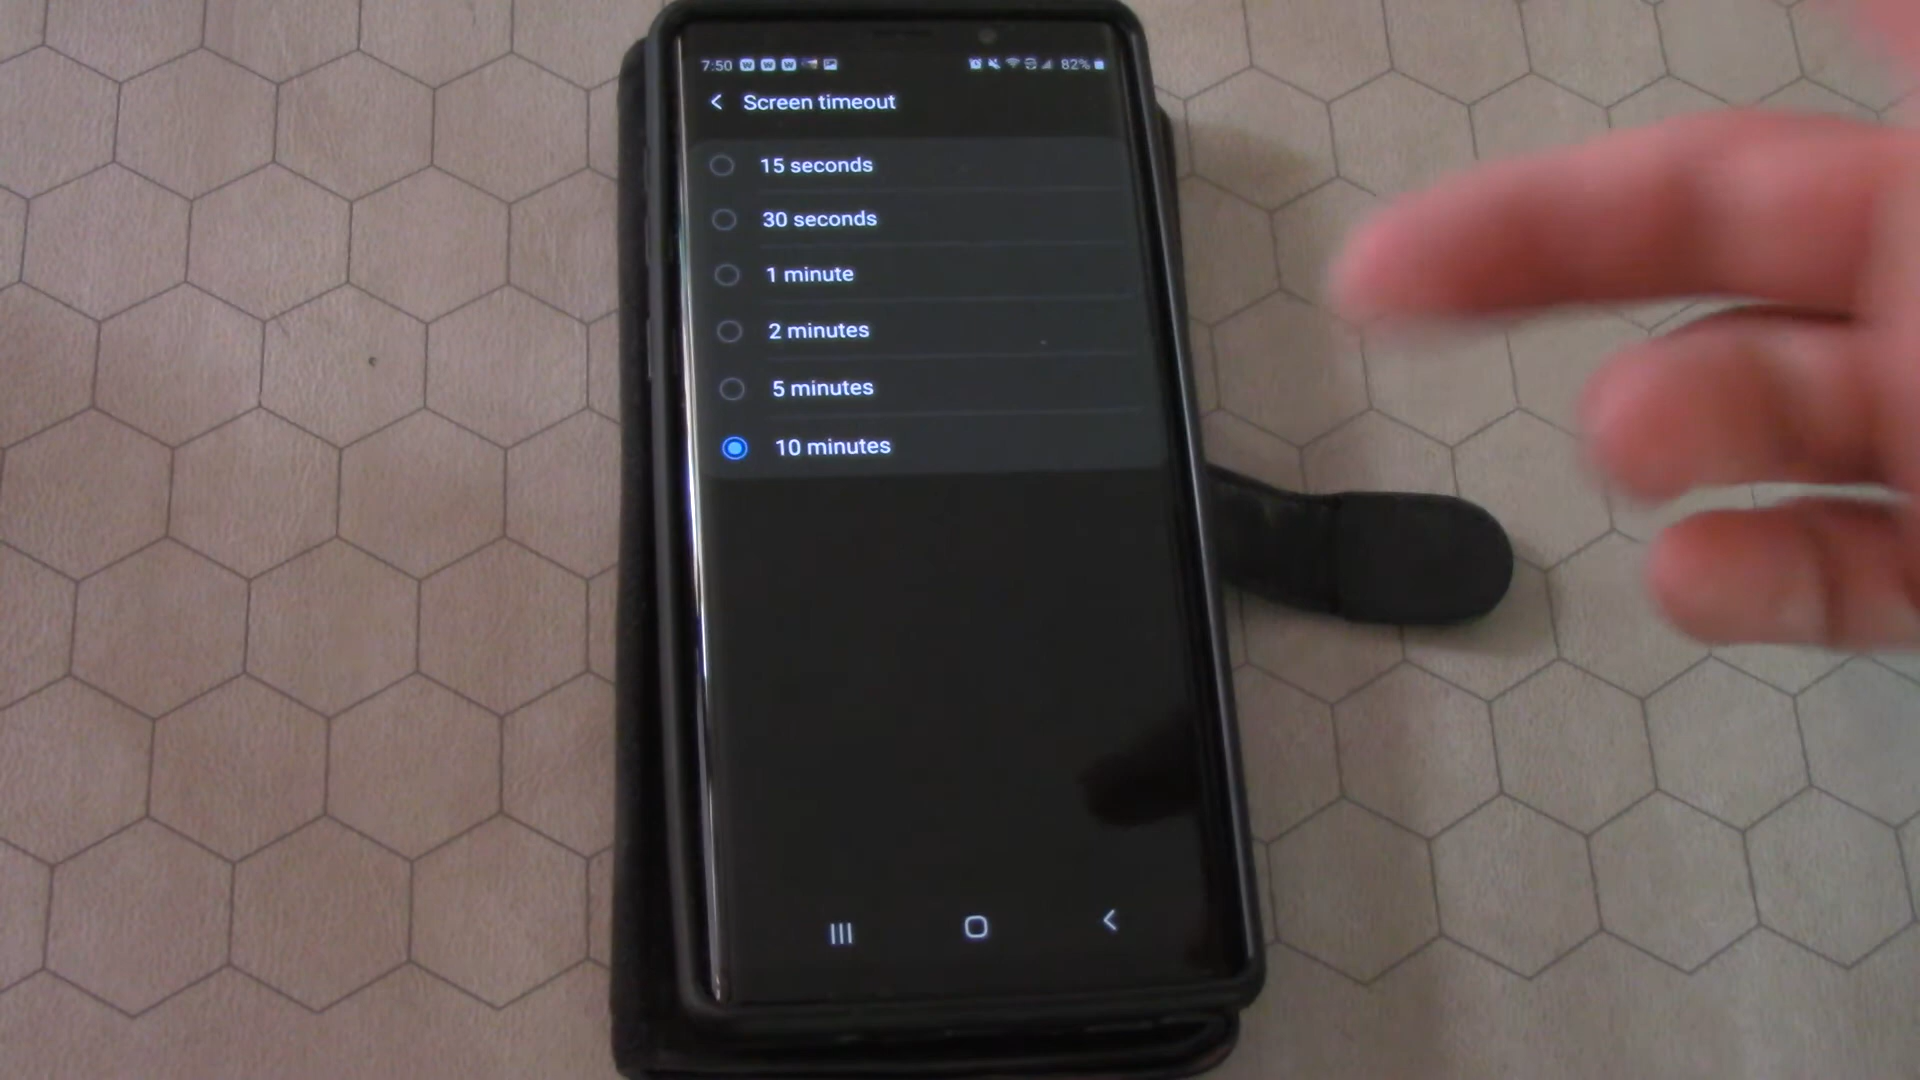 7:50 W W W 82%
Screen timeout
15 seconds
30 seconds
1 minute
2 minutes
5 minutes
10 minutes